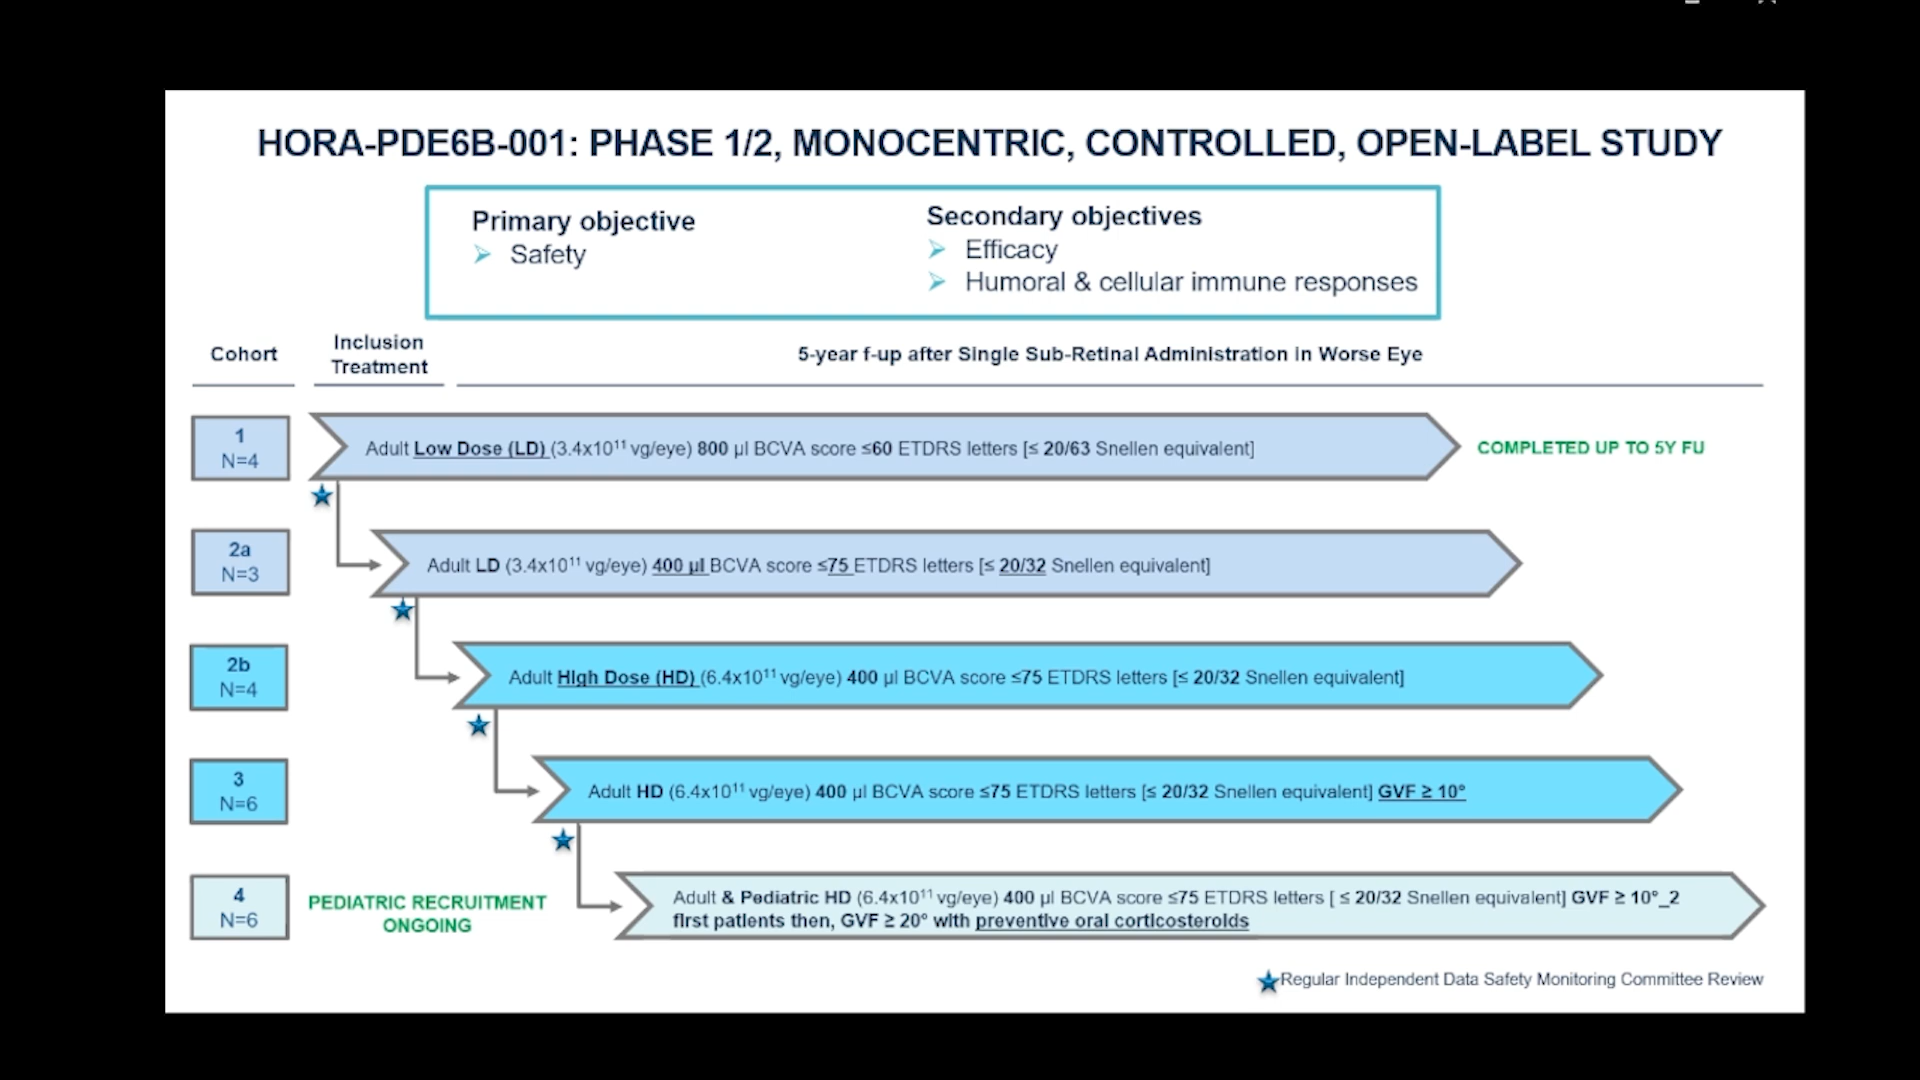 HORA-PDE6B-001: PHASE 1/2, MONOCENTRIC, CONTROLLED, OPEN-LABEL STUDY
Primary objective
Safety
Secondary objectives
Efficacy
Humoral & cellular immune responses
Cohort
Inclusion
Treatment
5-year f-up after Single Sub-Retinal Administration in Worse Eye
1
N=4
Adult Low Dose (LD) (3.4x10¹¹ vg/eye) 800 µl BCVA score ≤60 ETDRS letters [≤ 20/63 Snellen equivalent]
COMPLETED UP TO 5Y FU
2a
N=3
Adult LD (3.4x10¹¹ vg/eye) 400 µl BCVA score ≤75 ETDRS letters [≤ 20/32 Snellen equivalent]
2b
N=4
Adult High Dose (HD) (6.4x10¹¹ vg/eye) 400 µl BCVA score ≤75 ETDRS letters [≤ 20/32 Snellen equivalent]
3
N=6
Adult HD (6.4x10¹¹ vg/eye) 400 µl BCVA score ≤75 ETDRS letters [≤ 20/32 Snellen equivalent] GVF ≥ 10°
4
N=6
PEDIATRIC RECRUITMENT
ONGOING
Adult & Pediatric HD (6.4x10¹¹ vg/eye) 400 µl BCVA score ≤75 ETDRS letters [ ≤ 20/32 Snellen equivalent] GVF ≥ 10°_2
first patients then, GVF ≥ 20° with preventive oral corticosteroids
Regular Independent Data Safety Monitoring Committee Review